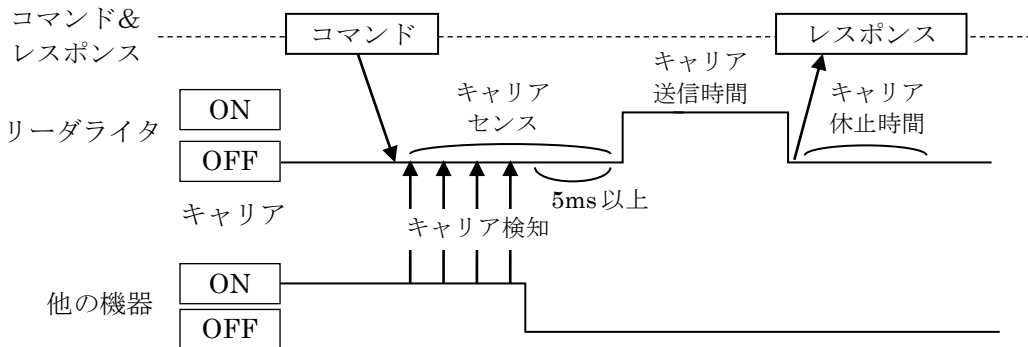 コマンド&
レスポンス
コマンド
レスポンス
キャリア
送信時間
キャリア
センス
キャリア
休止時間
リーダライタ
ON
OFF
5ms以上
キャリア
キャリア検知
他の機器
ON
OFF